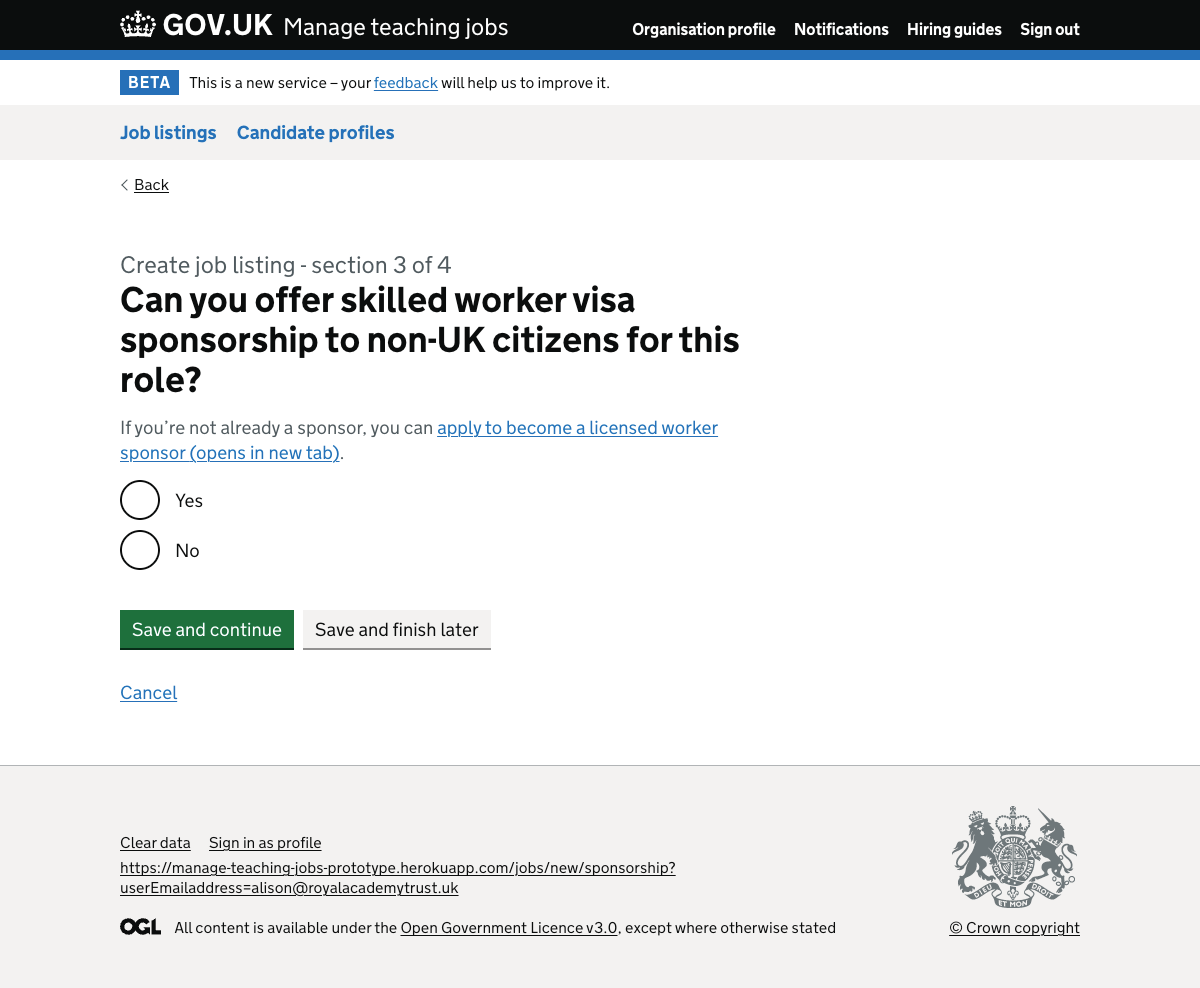 GOV.UK Manage teaching jobs Organisation profile Notifications Hiring guides Sign out
BETA This is a new service – your feedback will help us to improve it.
Job listings Candidate profiles
Back
Create job listing - section 3 of 4
Can you offer skilled worker visa
sponsorship to non-UK citizens for this
role?
If you’re not already a sponsor, you can apply to become a licensed worker
sponsor (opens in new tab).
Yes
No
Save and continue Save and finish later
Cancel
Clear data Sign in as profile
https://manage-teaching-jobs-prototype.herokuapp.com/jobs/new/sponsorship?
userEmailaddress=alison@royalacademytrust.uk
DIEU ET MON DROIT
OGL All content is available under the Open Government Licence v3.0, except where otherwise stated
© Crown copyright